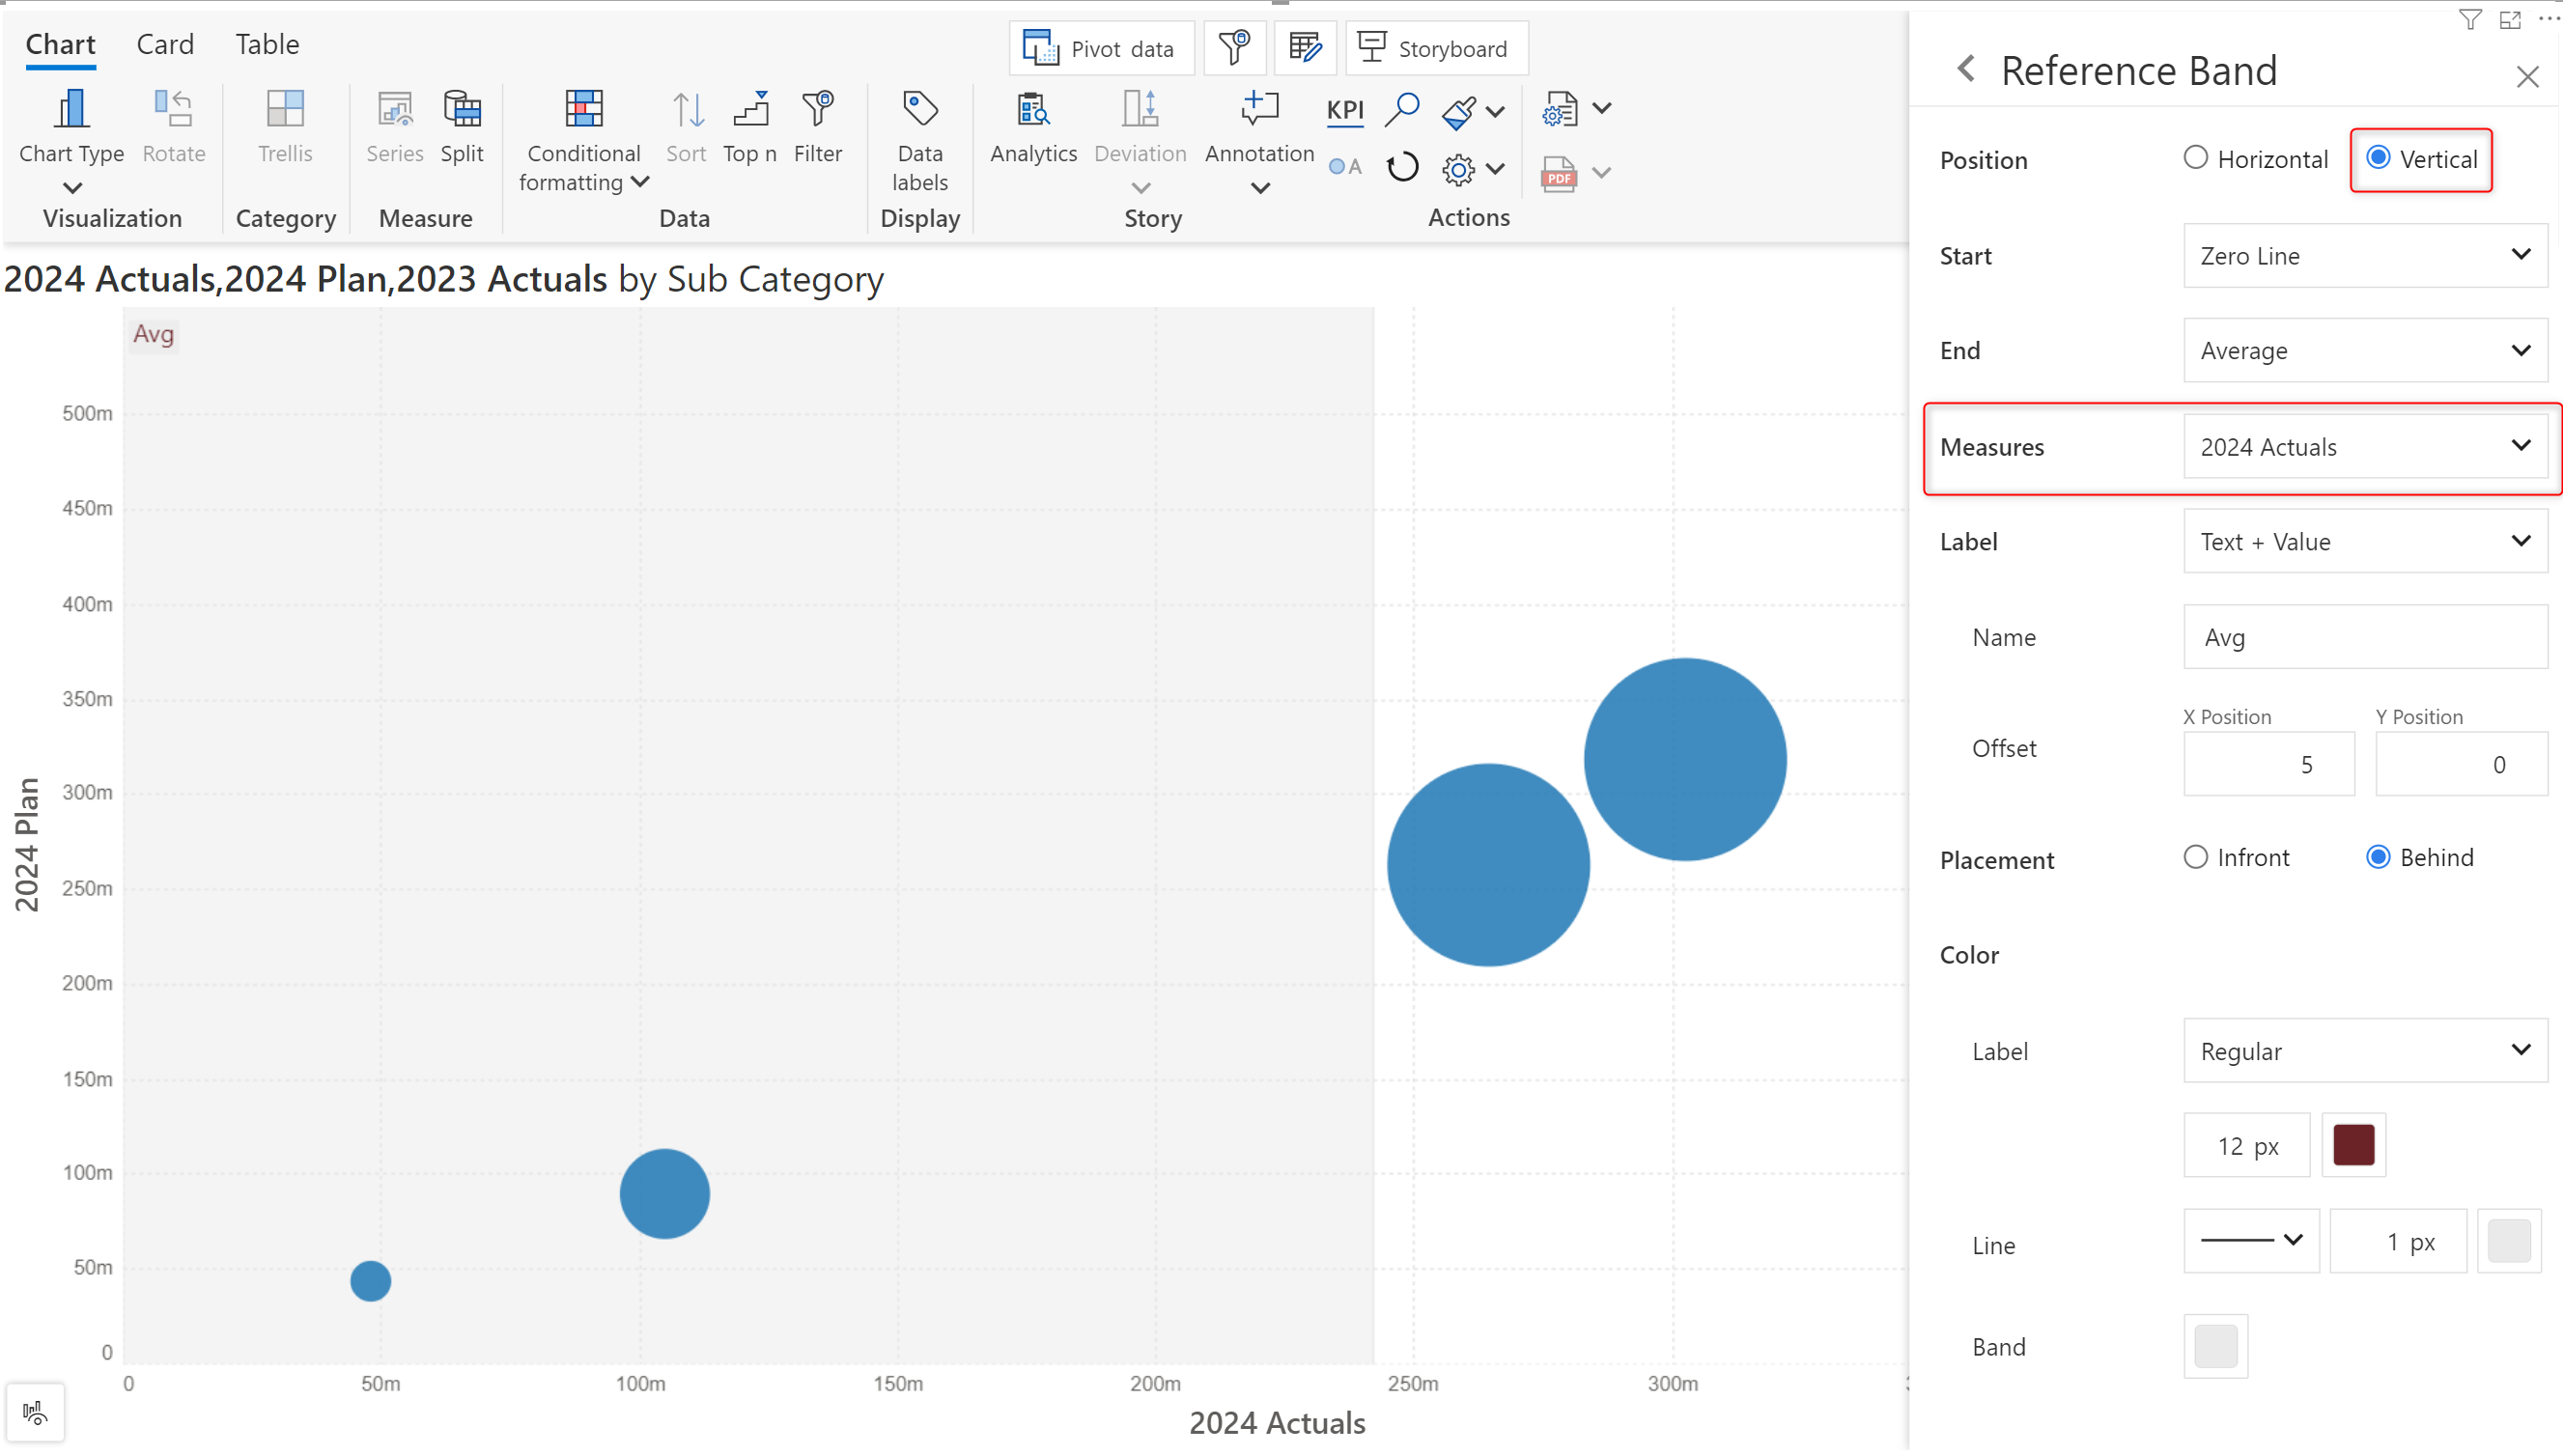 Chart Card Table
Pivot data
Storyboard
Chart Type
Rotate
Trellis
Series
Split
Conditional
formatting
Sort
Top n
Filter
Data
labels
Analytics
Deviation
Annotation
KPI
A
PDF
Visualization
Category
Measure
Data
Display
Story
Actions
2024 Actuals,2024 Plan,2023 Actuals by Sub Category
Avg
500m
450m
400m
350m
300m
250m
200m
150m
100m
50m
0
2024 Plan
0 50m 100m 150m 200m 250m 300m
2024 Actuals
Reference Band
Position Horizontal Vertical
Start Zero Line
End Average
Measures 2024 Actuals
Label Text + Value
Name Avg
X Position Y Position
Offset 5 0
Placement Infront Behind
Color
Label Regular
12 px
Line 1 px
Band